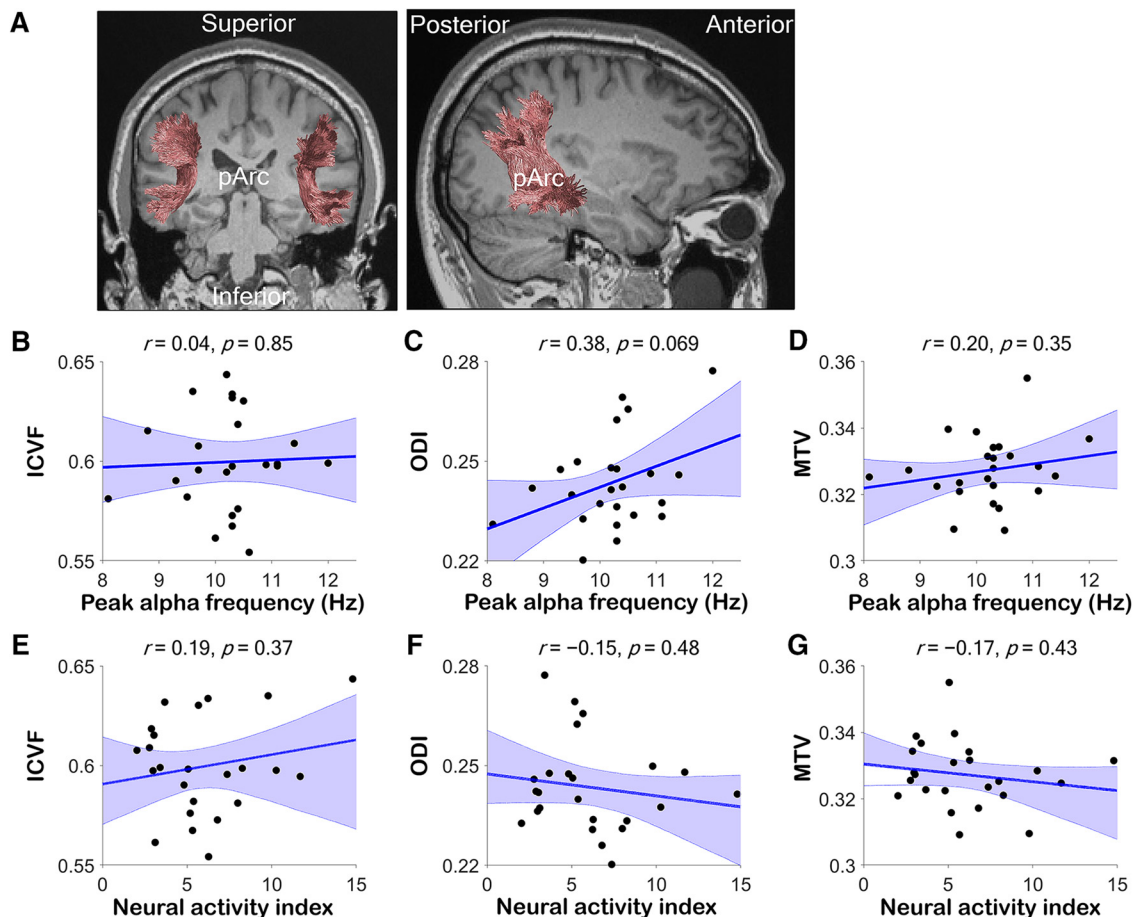 A
Superior
Posterior
Anterior
pArc
pArc
Inferior
B
r = 0.04, p = 0.85
ICVF
0.65
0.6
0.55
8 9 10 11 12
Peak alpha frequency (Hz)
C
r = 0.38, p = 0.069
ODI
0.28
0.25
0.22
8 9 10 11 12
Peak alpha frequency (Hz)
D
r = 0.20, p = 0.35
MTV
0.36
0.34
0.32
0.3
8 9 10 11 12
Peak alpha frequency (Hz)
E
r = 0.19, p = 0.37
ICVF
0.65
0.6
0.55
0 5 10 15
Neural activity index
F
r = −0.15, p = 0.48
ODI
0.28
0.25
0.22
0 5 10 15
Neural activity index
G
r = −0.17, p = 0.43
MTV
0.36
0.34
0.32
0.3
0 5 10 15
Neural activity index